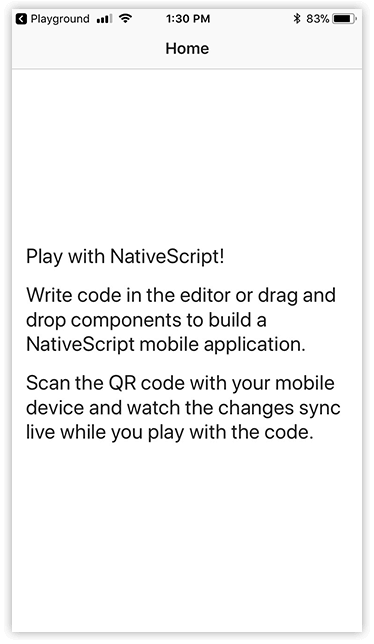 Playground 1:30 PM 83%
Home
Play with NativeScript!
Write code in the editor or drag and
drop components to build a
NativeScript mobile application.
Scan the QR code with your mobile
device and watch the changes sync
live while you play with the code.